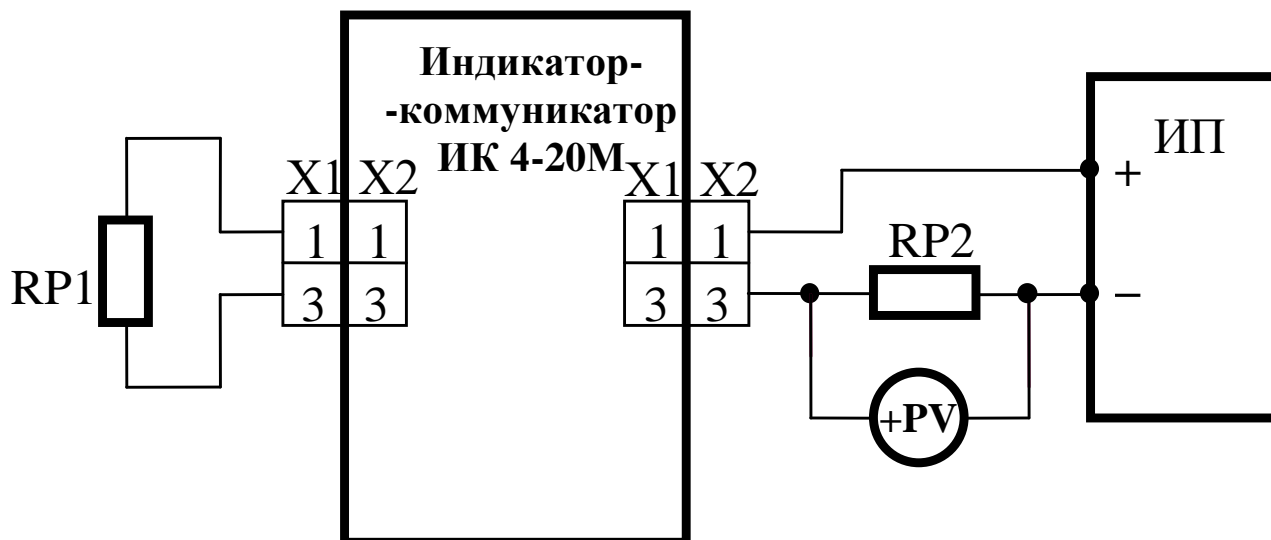 Индикатор-
-коммуникатор
ИК 4-20М
ИП
X1 X2
X1 X2
+
1 1
1 1
RP2
RP1
3 3
3 3
–
+PV